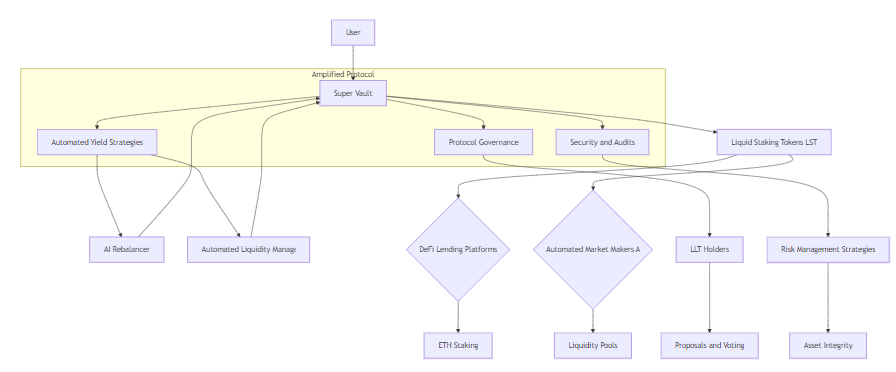 User
Amplified Protocol
Super Vault
Automated Yield Strategies
Protocol Governance
Security and Audits
Liquid Staking Tokens LST
AI Rebalancer
Automated Liquidity Manage
DeFi Lending Platforms
Automated Market Makers A
LLT Holders
Risk Management Strategies
ETH Staking
Liquidity Pools
Proposals and Voting
Asset Integrity